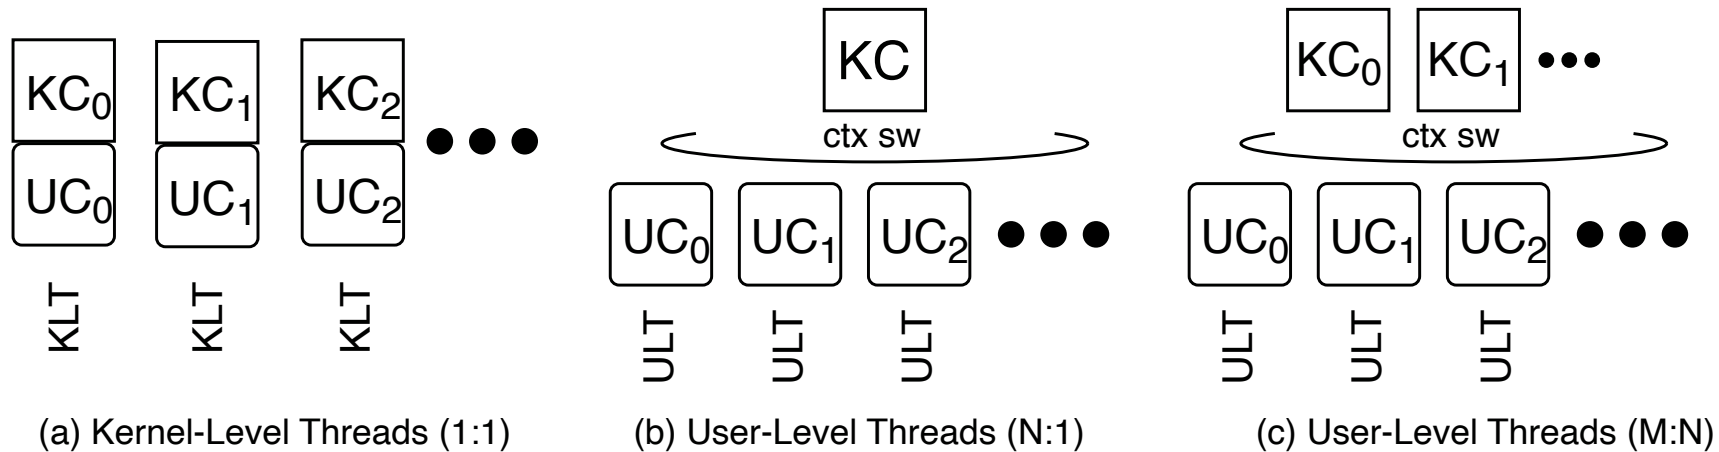 KC0 KC1 KC2
UC0 UC1 UC2
KLT KLT KLT
(a) Kernel-Level Threads (1:1)
KC
ctx sw
UC0 UC1 UC2
ULT ULT ULT
(b) User-Level Threads (N:1)
KC0 KC1
ctx sw
UC0 UC1 UC2
ULT ULT ULT
(c) User-Level Threads (M:N)